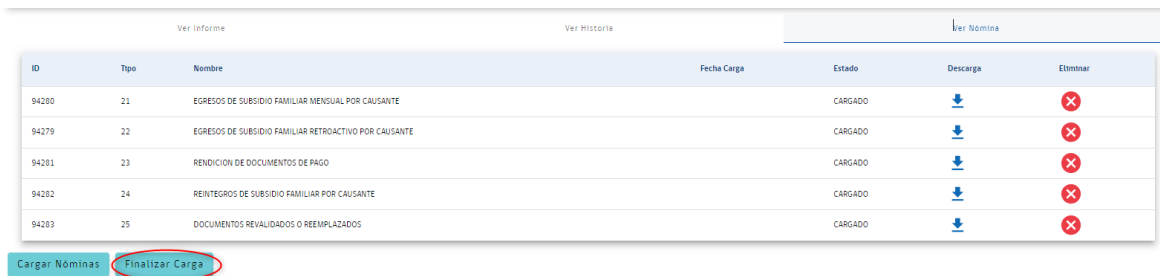 Ver Informe Ver Historia Ver Nómina
ID Tipo Nombre Fecha Carga Estado Descarga Eliminar
94280 21 EGRESOS DE SUBSIDIO FAMILIAR MENSUAL POR CAUSANTE CARGADO
94279 22 EGRESOS DE SUBSIDIO FAMILIAR RETROACTIVO POR CAUSANTE CARGADO
94281 23 RENDICION DE DOCUMENTOS DE PAGO CARGADO
94282 24 REINTEGROS DE SUBSIDIO FAMILIAR POR CAUSANTE CARGADO
94283 25 DOCUMENTOS REVALIDADOS O REEMPLAZADOS CARGADO
Cargar Nóminas Finalizar Carga